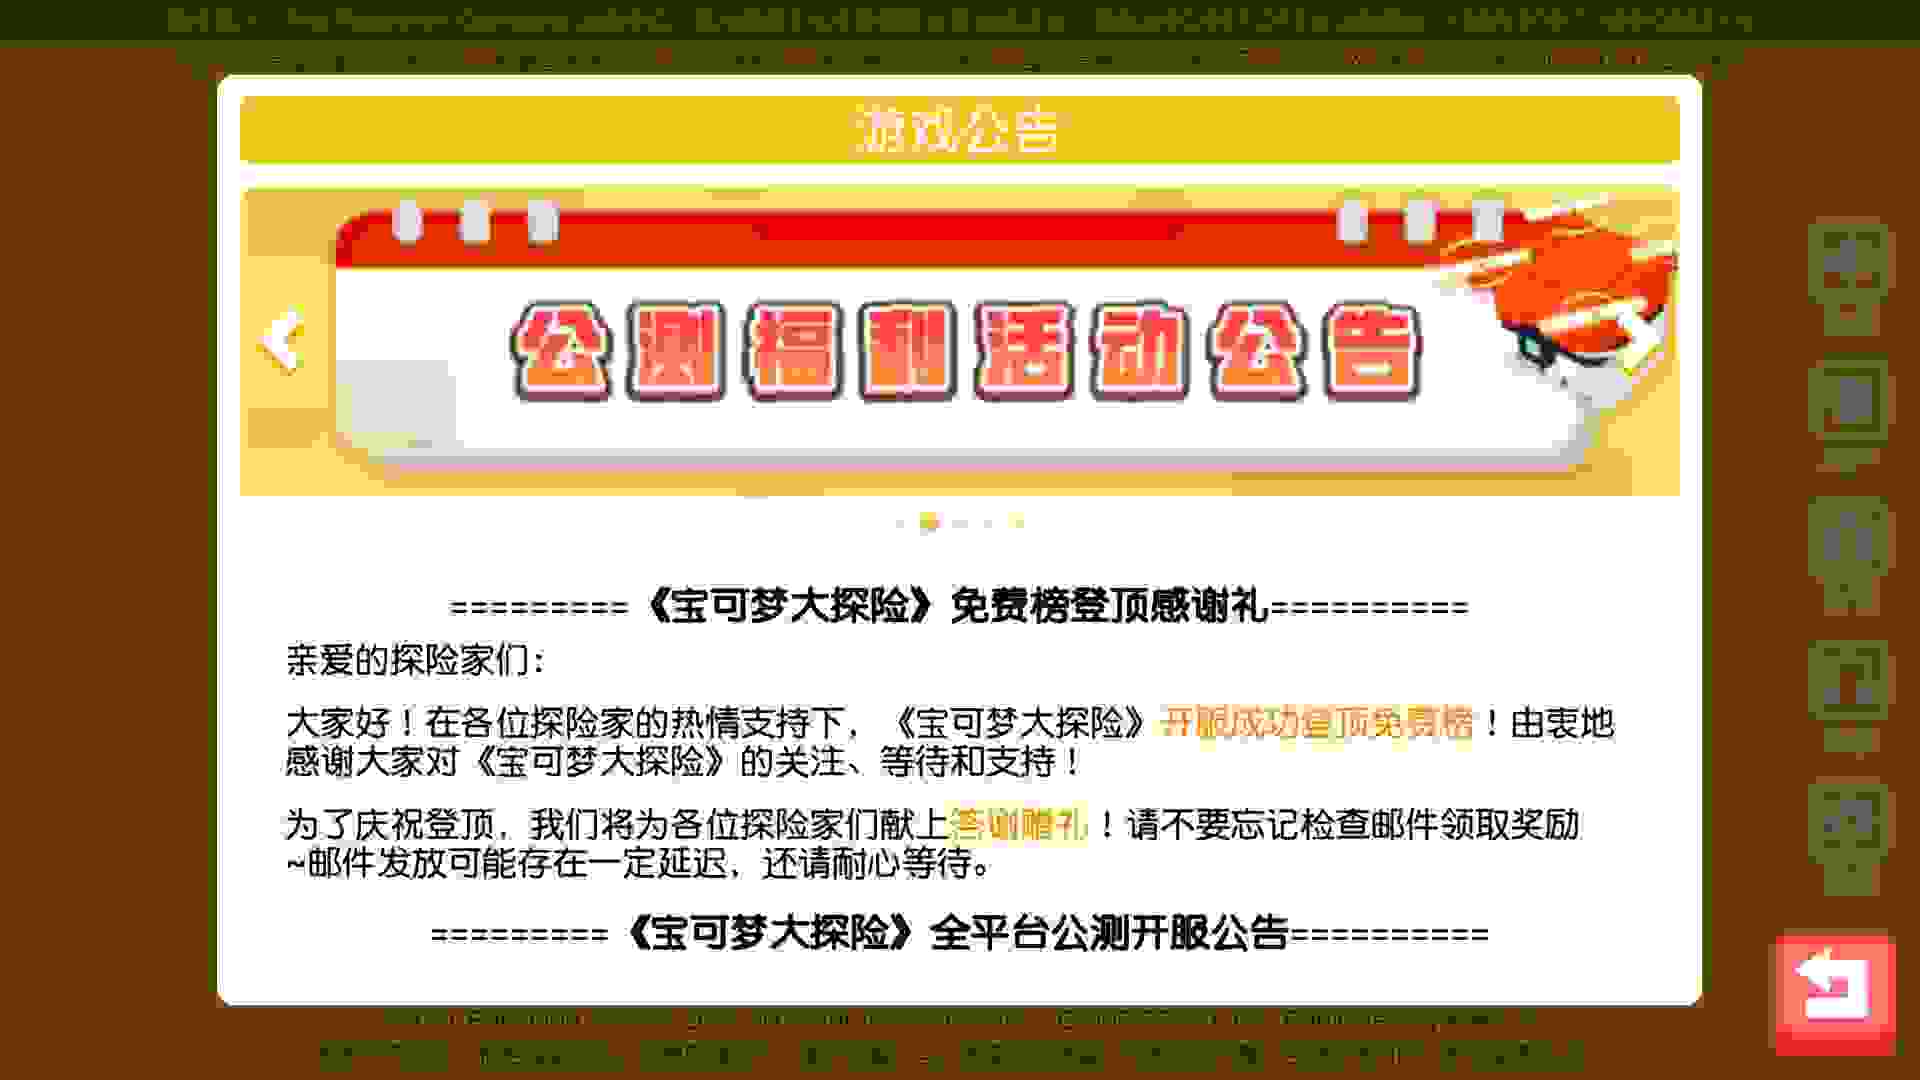 游戏公告
公测福利活动公告
=========《宝可梦大探险》免费榜登顶感谢礼==========
亲爱的探险家们：
大家好！在各位探险家的热情支持下，《宝可梦大探险》开服成功登顶免费榜！由衷地
感谢大家对《宝可梦大探险》的关注、等待和支持！
为了庆祝登顶，我们将为各位探险家们献上答谢赠礼！请不要忘记检查邮件领取奖励
~邮件发放可能存在一定延迟，还请耐心等待。
=========《宝可梦大探险》全平台公测开服公告==========